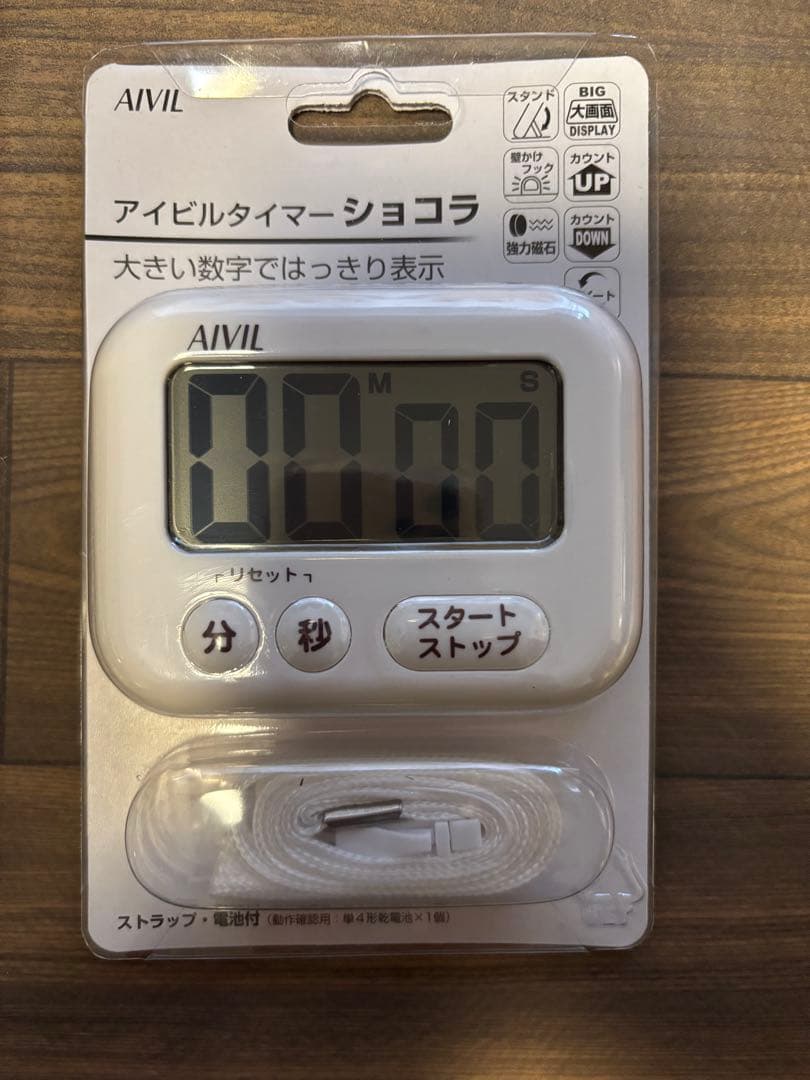 AIVIL
スタンド
BIG
大画面
DISPLAY
壁かけ
フック
カウント
UP
アイビルタイマー ショコラ
強力磁石
カウント
DOWN
大きい数字ではっきり表示
ート
AIVIL
00 M 00 S
┌リセット┐
分
秒
スタート
ストップ
ストラップ・電池付(動作確認用:単4形乾電池×1個)